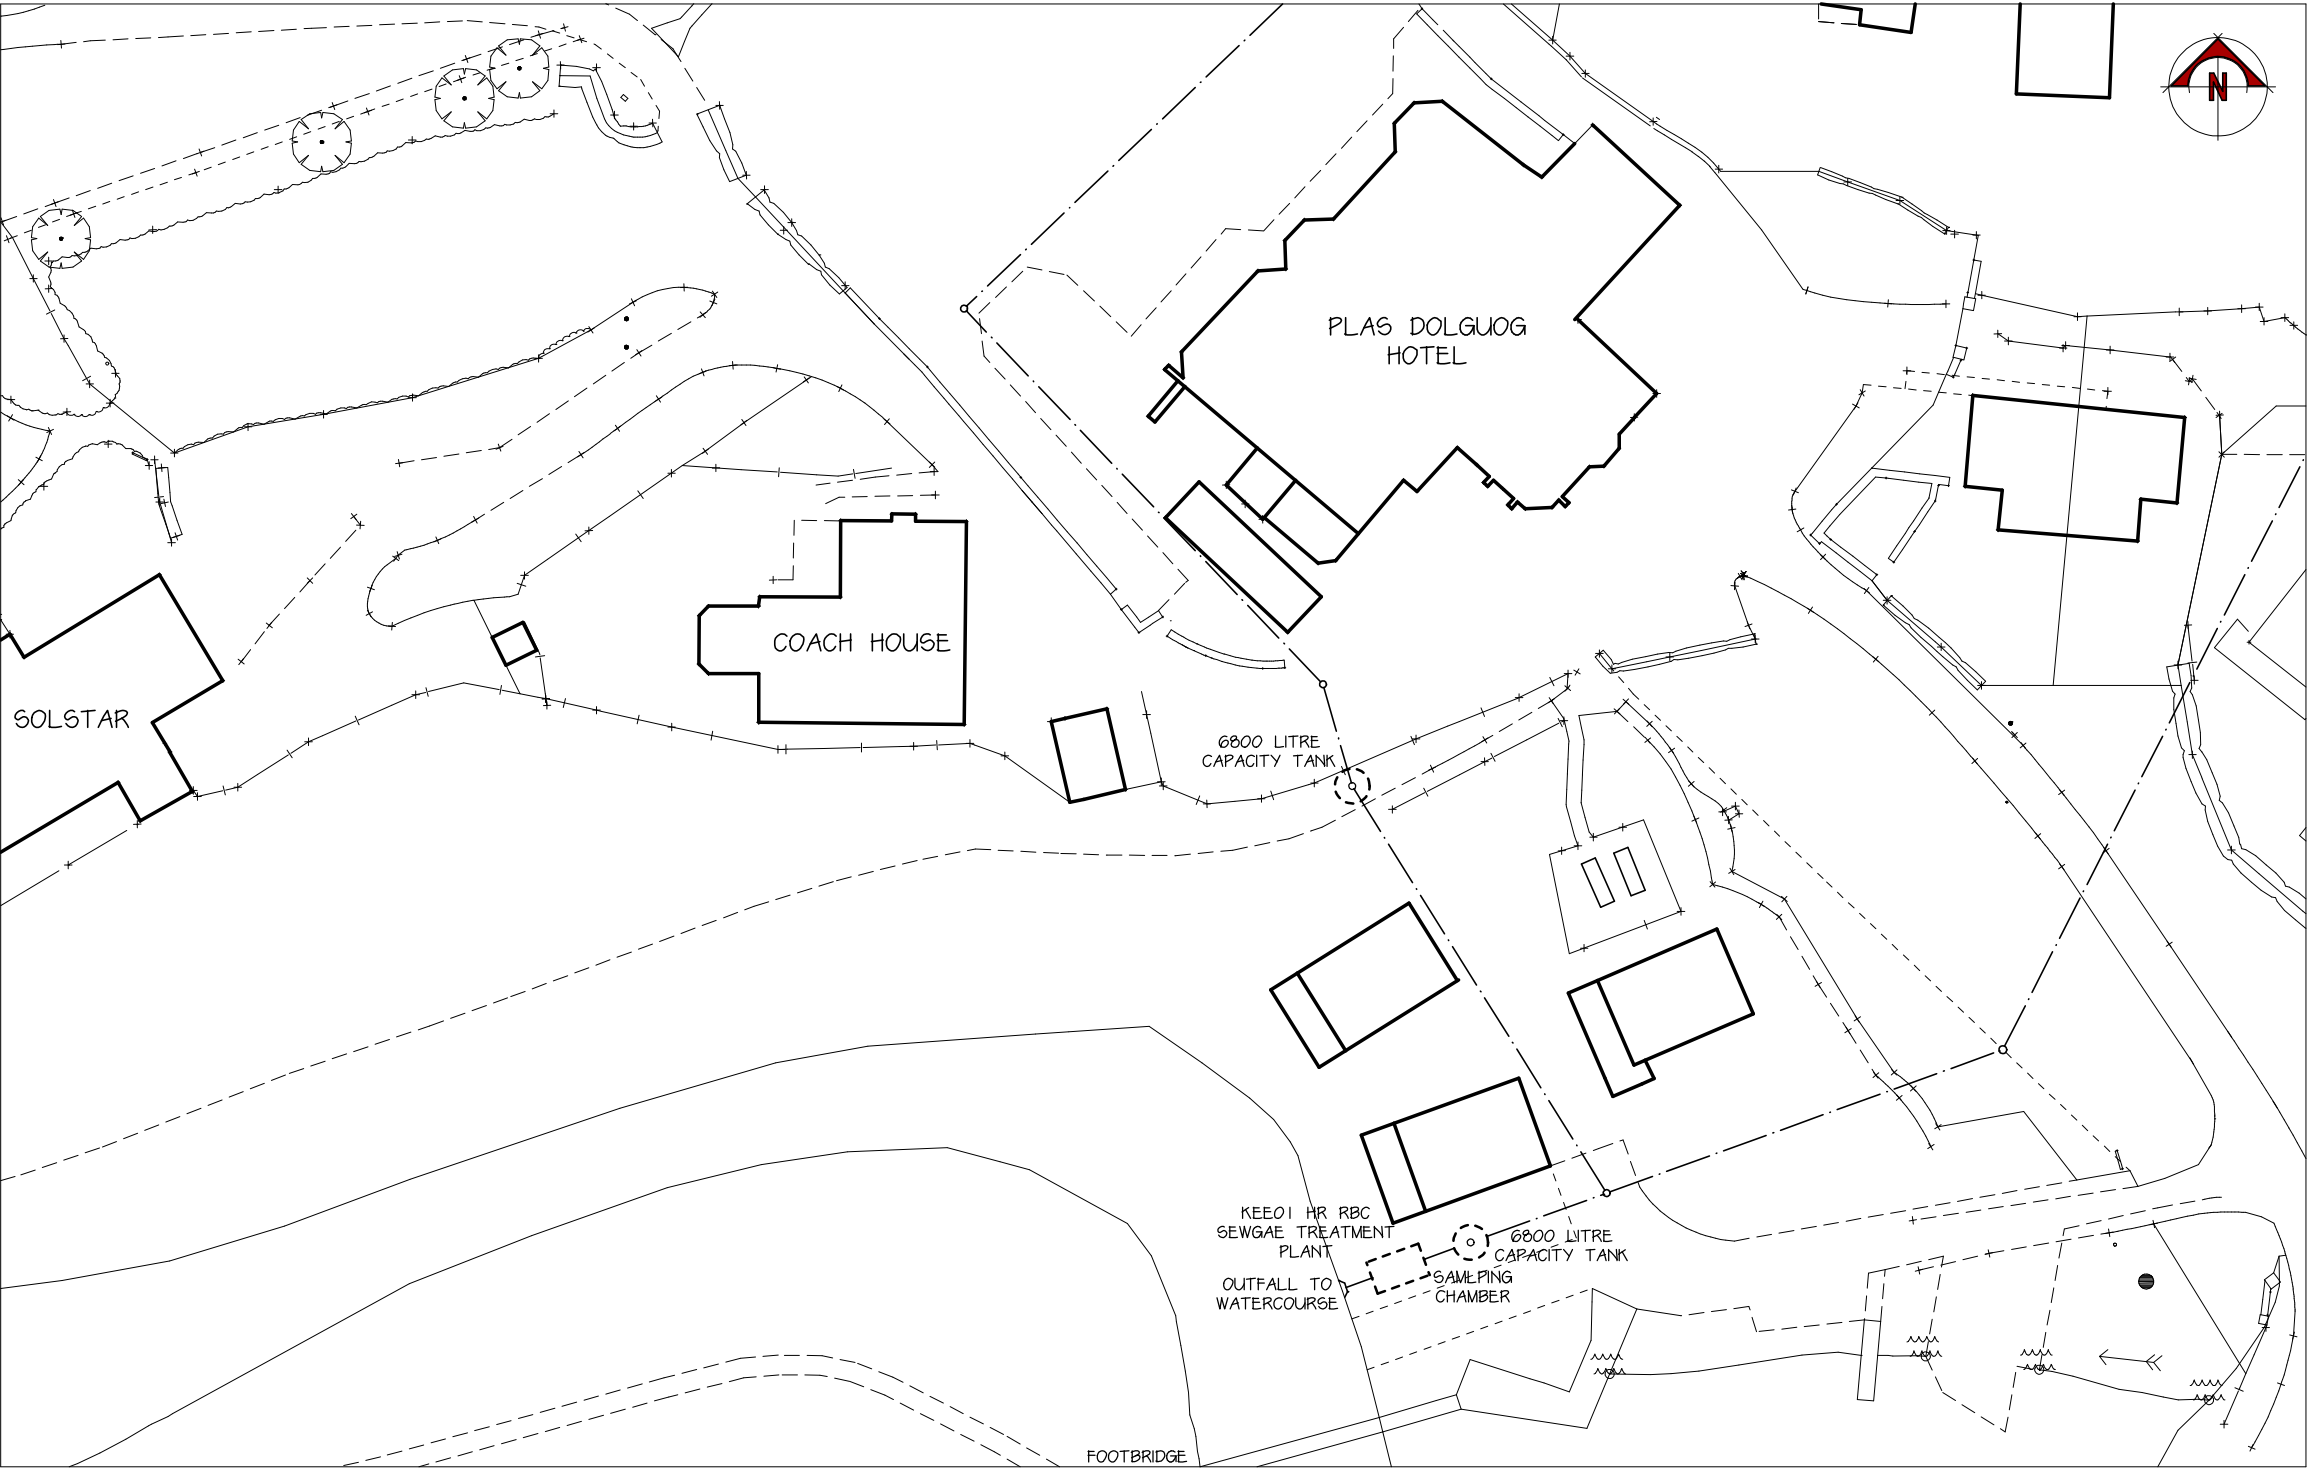 N
PLAS DOLGUOG
HOTEL
COACH HOUSE
SOLSTAR
6800 LITRE
CAPACITY TANK
KEE01 HR RBC
SEWGAE TREATMENT
PLANT
6800 LITRE
CAPACITY TANK
SAMLPING
CHAMBER
OUTFALL TO
WATERCOURSE
FOOTBRIDGE